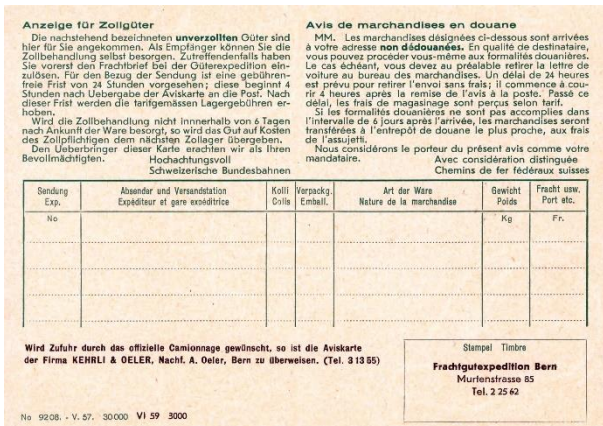 Anzeige für Zollgüter
Die nachstehend bezeichneten unverzollten Güter sind
hier für Sie angekommen. Als Empfänger können Sie die
Zollbehandlung selbst besorgen. Zutreffendenfalls haben
Sie vorerst den Frachtbrief bei der Güterexpedition ein-
zulösen. Für den Bezug der Sendung ist eine gebühren-
freie Frist von 24 Stunden vorgesehen; diese beginnt 4
Stunden nach Uebergabe der Aviskarte an die Post. Nach
dieser Frist werden die tarifgemässen Lagergebühren er-
hoben.
Wird die Zollbehandlung nicht innnerhalb von 6 Tagen
nach Ankunft der Ware besorgt, so wird das Gut auf Kosten
des Zollpflichtigen dem nächsten Zollager übergeben.
Den Ueberbringer dieser Karte erachten wir als Ihren
Bevollmächtigten.
Hochachtungsvoll
Schweizerische Bundesbahnen
Avis de marchandises en douane
MM. Les marchandises désignées ci-dessous sont arrivées
à votre adresse non dédouanées. En qualité de destinataire,
vous pouvez procéder vous-même aux formalités douanières.
Le cas échéant, vous devez au préalable retirer la lettre de
voiture au bureau des marchandises. Un délai de 24 heures
est prévu pour retirer l'envoi sans frais; il commence à cou-
rir 4 heures après la remise de l'avis à la poste. Passé ce
délai, les frais de magasinage sont perçus selon tarif.
Si les formalités douanières ne sont pas accomplies dans
l'intervalle de 6 jours après l'arrivée, les marchandises seront
transférées à l'entrepôt de douane le plus proche, aux frais
de l'assujetti.
Nous considérons le porteur du présent avis comme votre
mandataire.
Avec considération distinguée
Chemins de fer fédéraux suisses
Sendung Absender und Versandstation Kolli Verpackg. Art der Ware Gewicht Fracht usw.
Exp. Expéditeur et gare expéditrice Colis Emball. Nature de la marchandise Poids Port etc.
No Kg Fr.
Wird Zufuhr durch das offizielle Camionnage gewünscht, so ist die Aviskarte
der Firma KEHRLI & OELER, Nachf. A. Oeler, Bern zu überweisen. (Tel. 3 13 55)
Stempel Timbre
Frachtgutexpedition Bern
Murtenstrasse 85
Tel. 2 25 62
No 9208. - V. 57. 30000 VI 59 3000